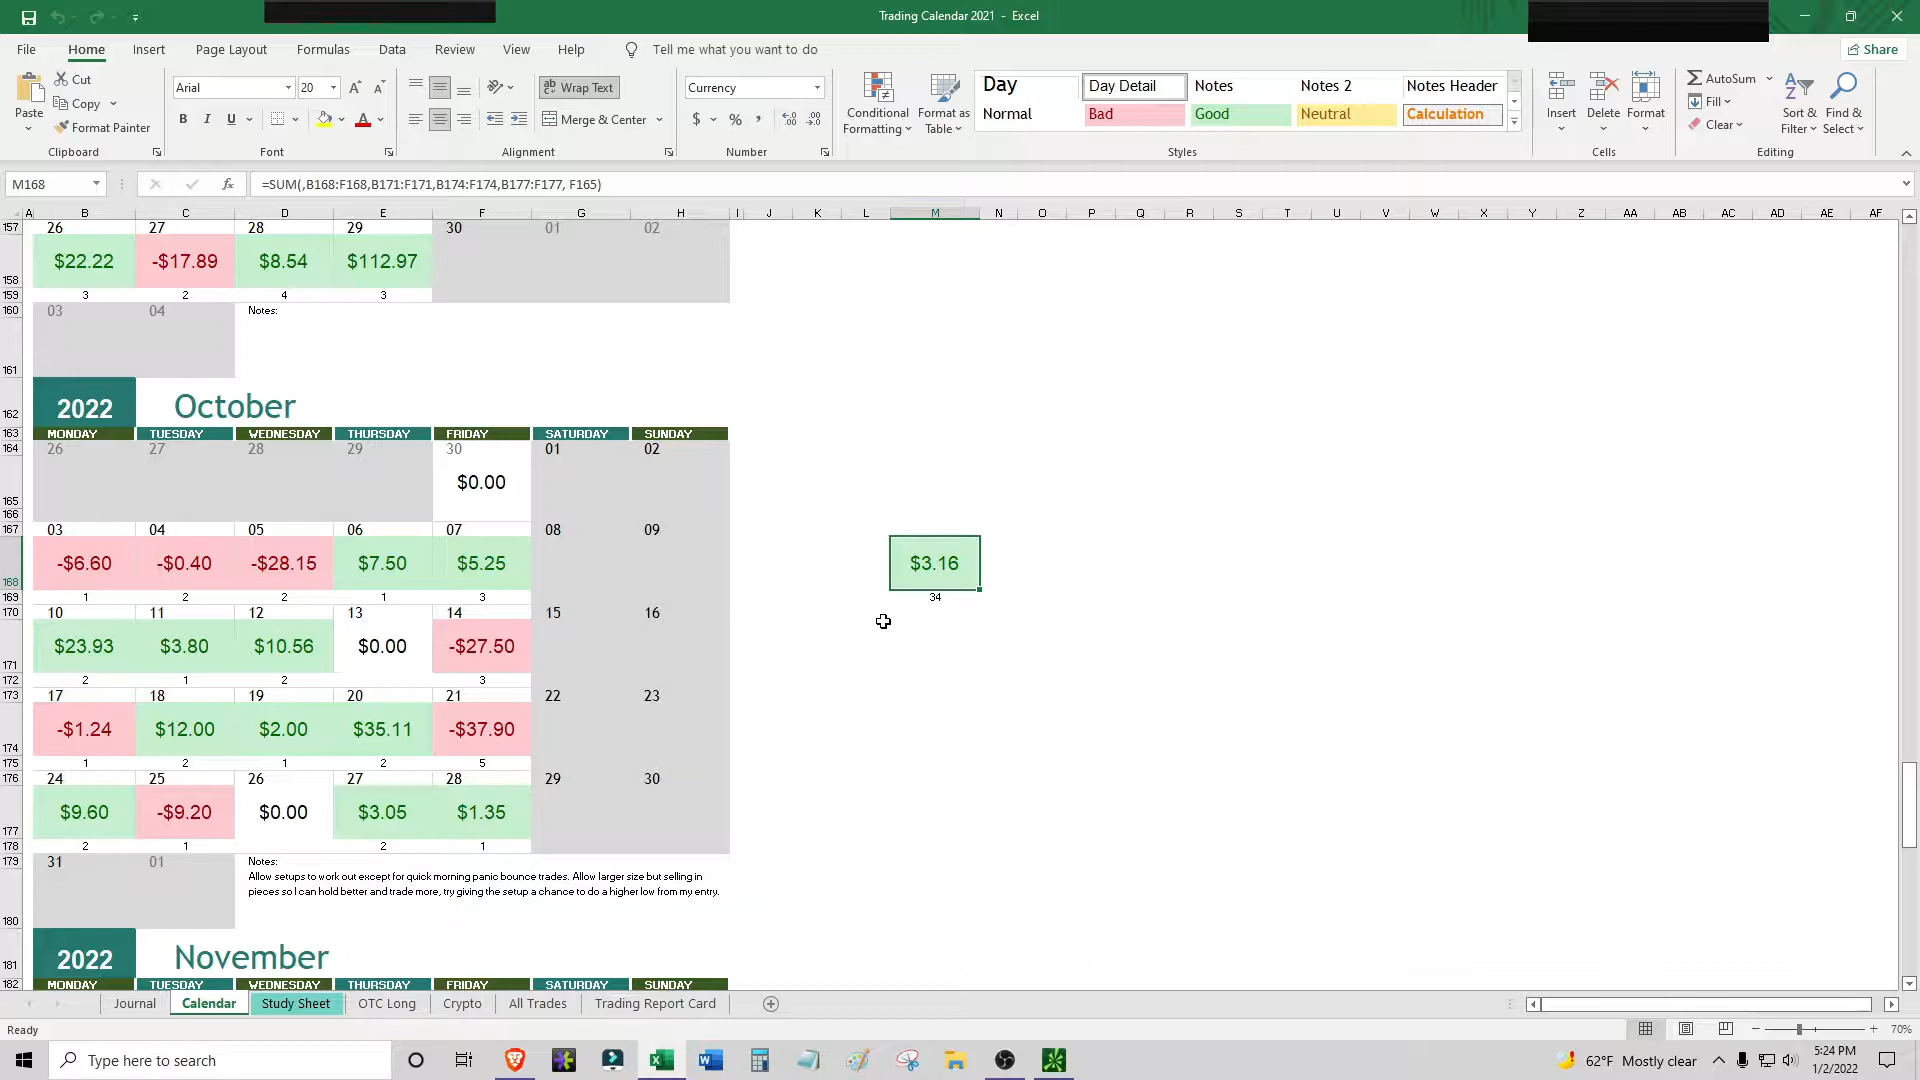 Trading Calendar 2021 - Excel
File Home Insert Page Layout Formulas Data Review View Help Tell me what you want to do Share
Paste Cut Copy Format Painter Clipboard
Arial 20 B I U Font
Wrap Text Merge & Center Alignment
Currency $ % Number
Conditional Formatting Format as Table
Day Day Detail Notes Notes 2 Notes Header
Normal Bad Good Neutral Calculation
Styles
Insert Delete Format Cells
AutoSum Fill Clear Sort & Filter Find & Select Editing
M168 fx =SUM(,B168:F168,B171:F171,B174:F174,B177:F177, F165)
A B C D E F G H I J K L M N O P Q R S T U V W X Y Z AA AB AC AD AE AF
157 26 27 28 29 30 01 02
158 $22.22 -$17.89 $8.54 $112.97
159 3 2 4 3
160 03 04 Notes:
161
162 2022 October
163 MONDAY TUESDAY WEDNESDAY THURSDAY FRIDAY SATURDAY SUNDAY
164 26 27 28 29 30 01 02
165 $0.00
166
167 03 04 05 06 07 08 09
168 -$6.60 -$0.40 -$28.15 $7.50 $5.25 $3.16
169 1 2 2 1 3 34
170 10 11 12 13 14 15 16
171 $23.93 $3.80 $10.56 $0.00 -$27.50
172 2 1 2 3
173 17 18 19 20 21 22 23
174 -$1.24 $12.00 $2.00 $35.11 -$37.90
175 1 2 1 2 5
176 24 25 26 27 28 29 30
177 $9.60 -$9.20 $0.00 $3.05 $1.35
178 2 1 2 1
179 31 01 Notes:
Allow setups to work out except for quick morning panic bounce trades. Allow larger size but selling in
pieces so I can hold better and trade more, try giving the setup a chance to do a higher low from my entry.
180
181 2022 November
182 MONDAY TUESDAY WEDNESDAY THURSDAY FRIDAY SATURDAY SUNDAY
Journal Calendar Study Sheet OTC Long Crypto All Trades Trading Report Card
Ready 70%
Type here to search 62°F Mostly clear 5:24 PM
1/2/2022